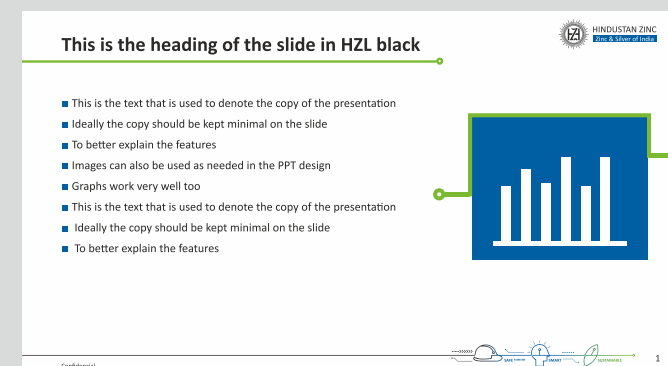 This is the heading of the slide in HZL black
HZL
HINDUSTAN ZINC
Zinc & Silver of India
This is the text that is used to denote the copy of the presentation
Ideally the copy should be kept minimal on the slide
To better explain the features
Images can also be used as needed in the PPT design
Graphs work very well too
This is the text that is used to denote the copy of the presentation
Ideally the copy should be kept minimal on the slide
To better explain the features
SAFE
SMART
SUSTAINABLE
1
Confidential